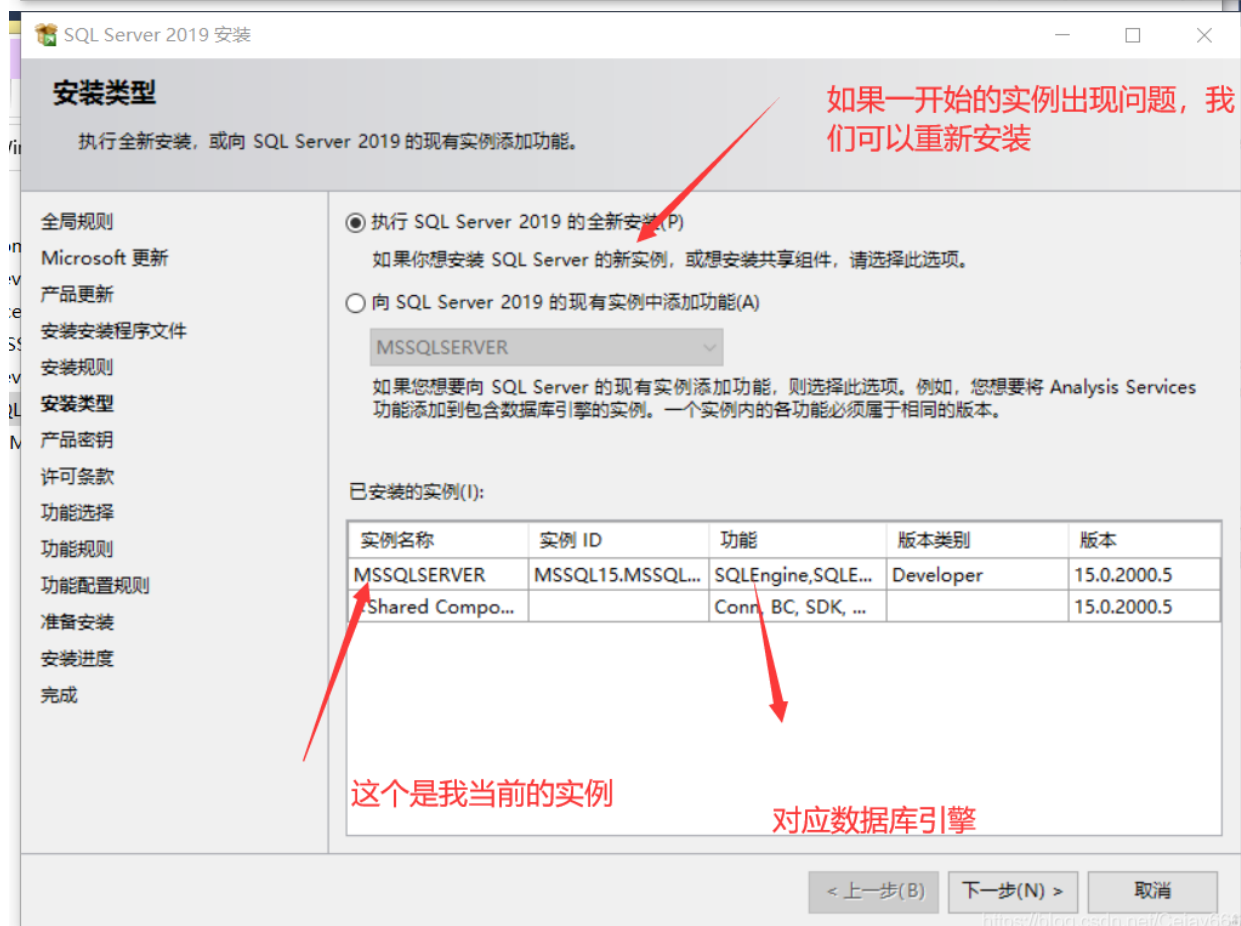 SQL Server 2019 安装
安装类型
执行全新安装，或向 SQL Server 2019 的现有实例添加功能。
如果一开始的实例出现问题，我
们可以重新安装
全局规则
Microsoft 更新
产品更新
安装安装程序文件
安装规则
安装类型
产品密钥
许可条款
功能选择
功能规则
功能配置规则
准备安装
安装进度
完成
执行 SQL Server 2019 的全新安装(P)
如果你想安装 SQL Server 的新实例，或想安装共享组件，请选择此选项。
向 SQL Server 2019 的现有实例中添加功能(A)
MSSQLSERVER
如果您想要向 SQL Server 的现有实例添加功能，则选择此选项。例如，您想要将 Analysis Services
功能添加到包含数据库引擎的实例。一个实例内的各功能必须属于相同的版本。
已安装的实例(I):
实例名称 实例 ID 功能 版本类别 版本
MSSQLSERVER MSSQL15.MSSQL... SQLEngine,SQLE... Developer 15.0.2000.5
<Shared Compo... Conn, BC, SDK, ... 15.0.2000.5
这个是我当前的实例
对应数据库引擎
< 上一步(B) 下一步(N) > 取消